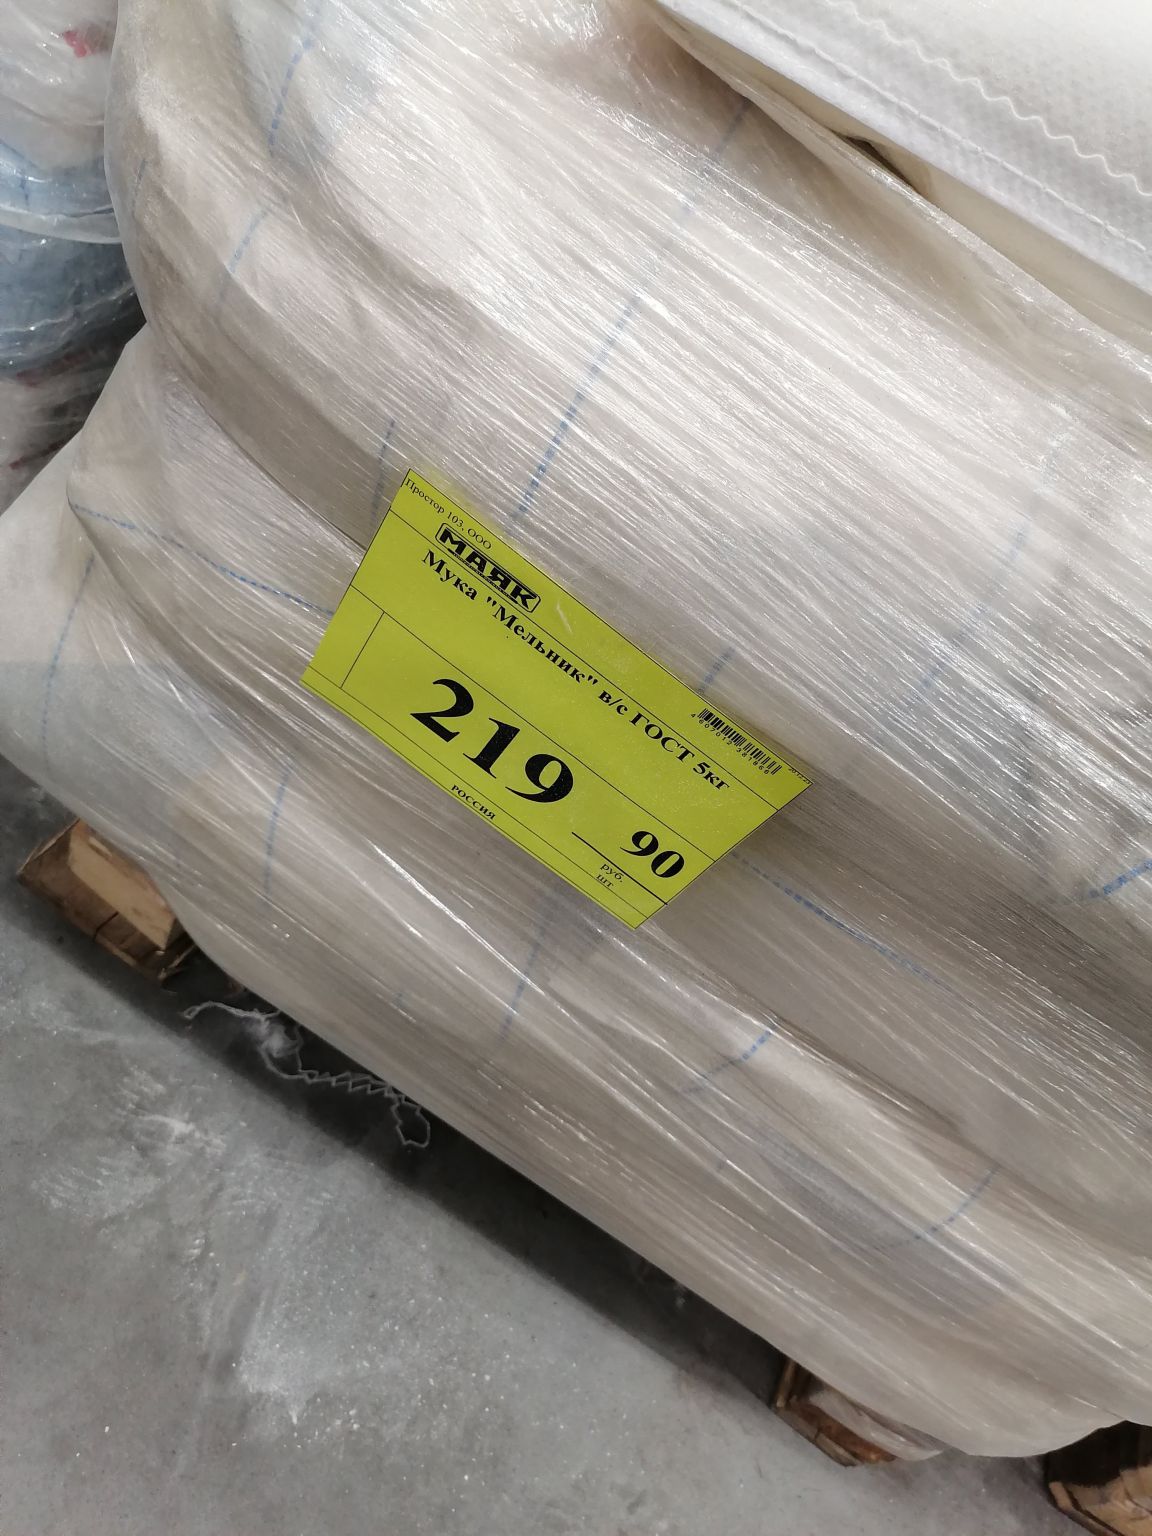 Простор 103, ООО
МАЯК
Мука "Мельник" в/с ГОСТ 5кг
219
90
руб.
шт
РОССИЯ